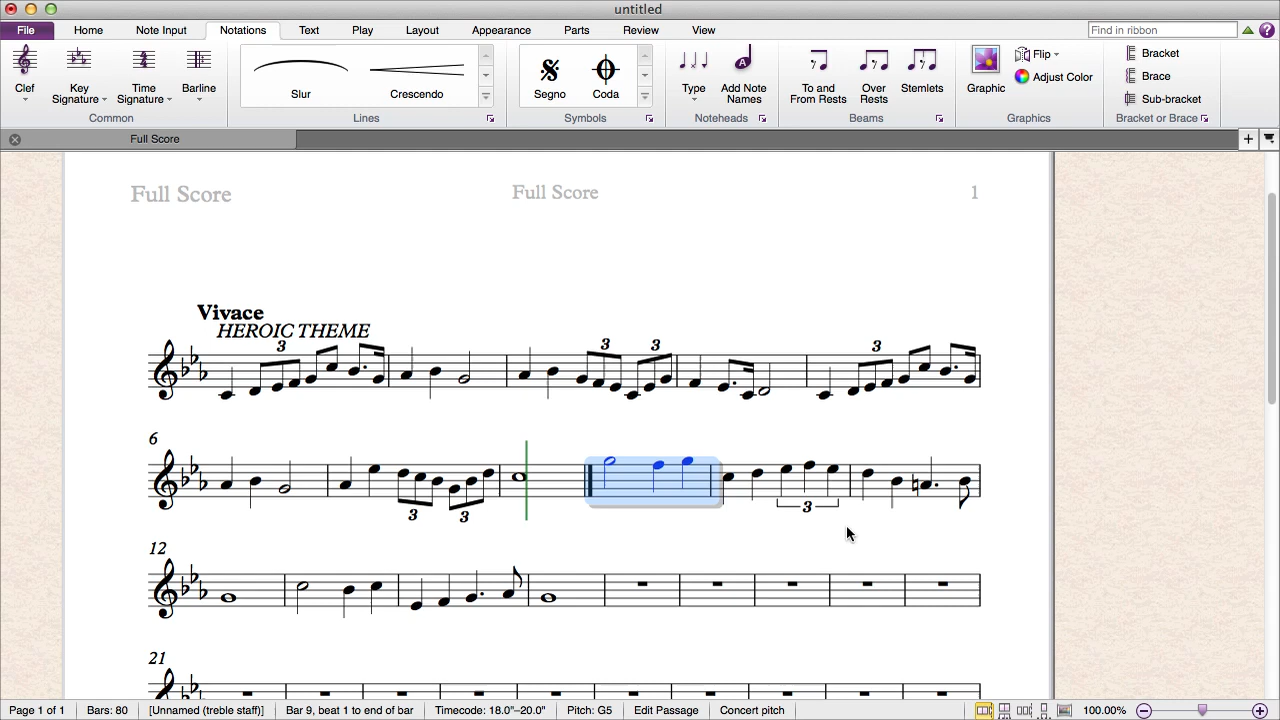 untitled
File Home Note Input Notations Text Play Layout Appearance Parts Review View Find in ribbon
Clef
Key Signature
Time Signature
Barline
Common
Slur
Crescendo
Lines
Segno
Coda
Symbols
Type
Add Note Names
Noteheads
To and From Rests
Over Rests
Stemlets
Beams
Graphic
Flip
Adjust Color
Graphics
Bracket
Brace
Sub-bracket
Bracket or Brace
Full Score
Full Score Full Score 1
Vivace
HEROIC THEME
3 3 3 3
6
3 3 3
12
21
Page 1 of 1 Bars: 80 [Unnamed (treble staff)] Bar 9, beat 1 to end of bar Timecode: 18.0"–20.0" Pitch: G5 Edit Passage Concert pitch 100.00%